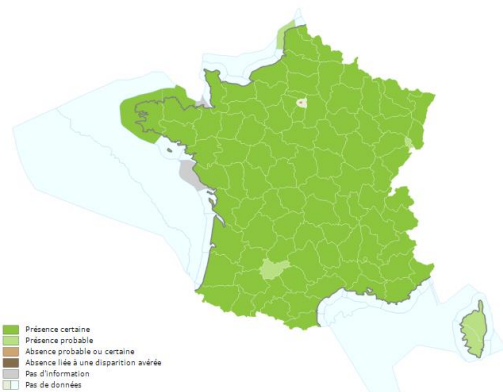 Présence certaine
Présence probable
Absence probable ou certaine
Absence liée à une disparition avérée
Pas d'information
Pas de données